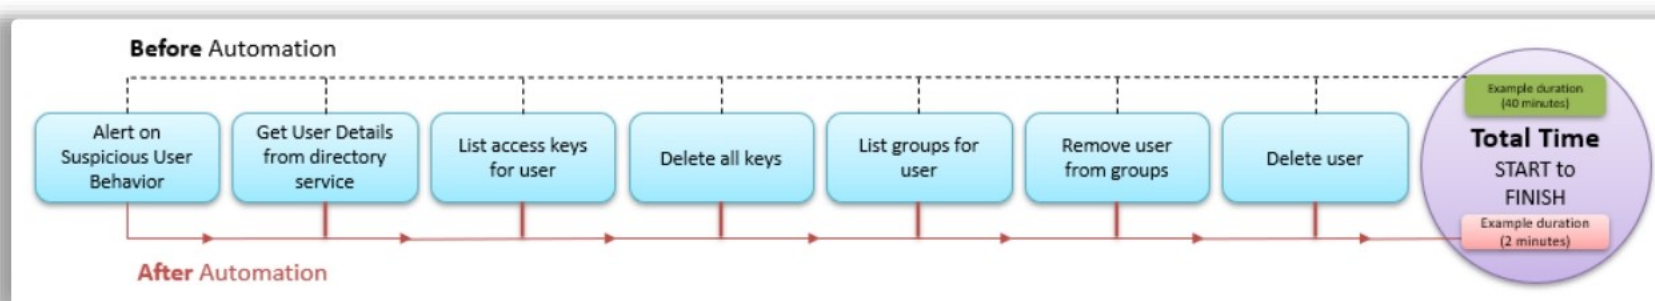 Before Automation
Alert on
Suspicious User
Behavior
Get User Details
from directory
service
List access keys
for user
Delete all keys
List groups for
user
Remove user
from groups
Delete user
Example duration
(40 minutes)
Total Time
START to
FINISH
Example duration
(2 minutes)
After Automation